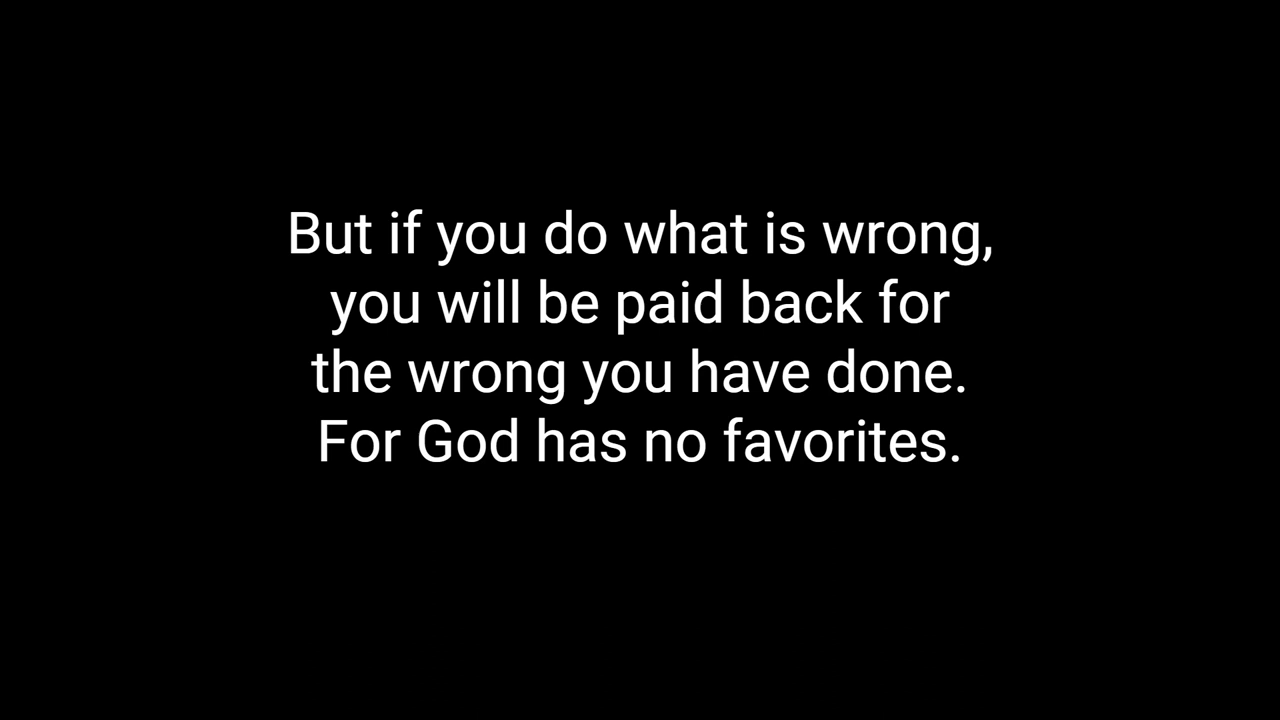 But if you do what is wrong,
you will be paid back for
the wrong you have done.
For God has no favorites.